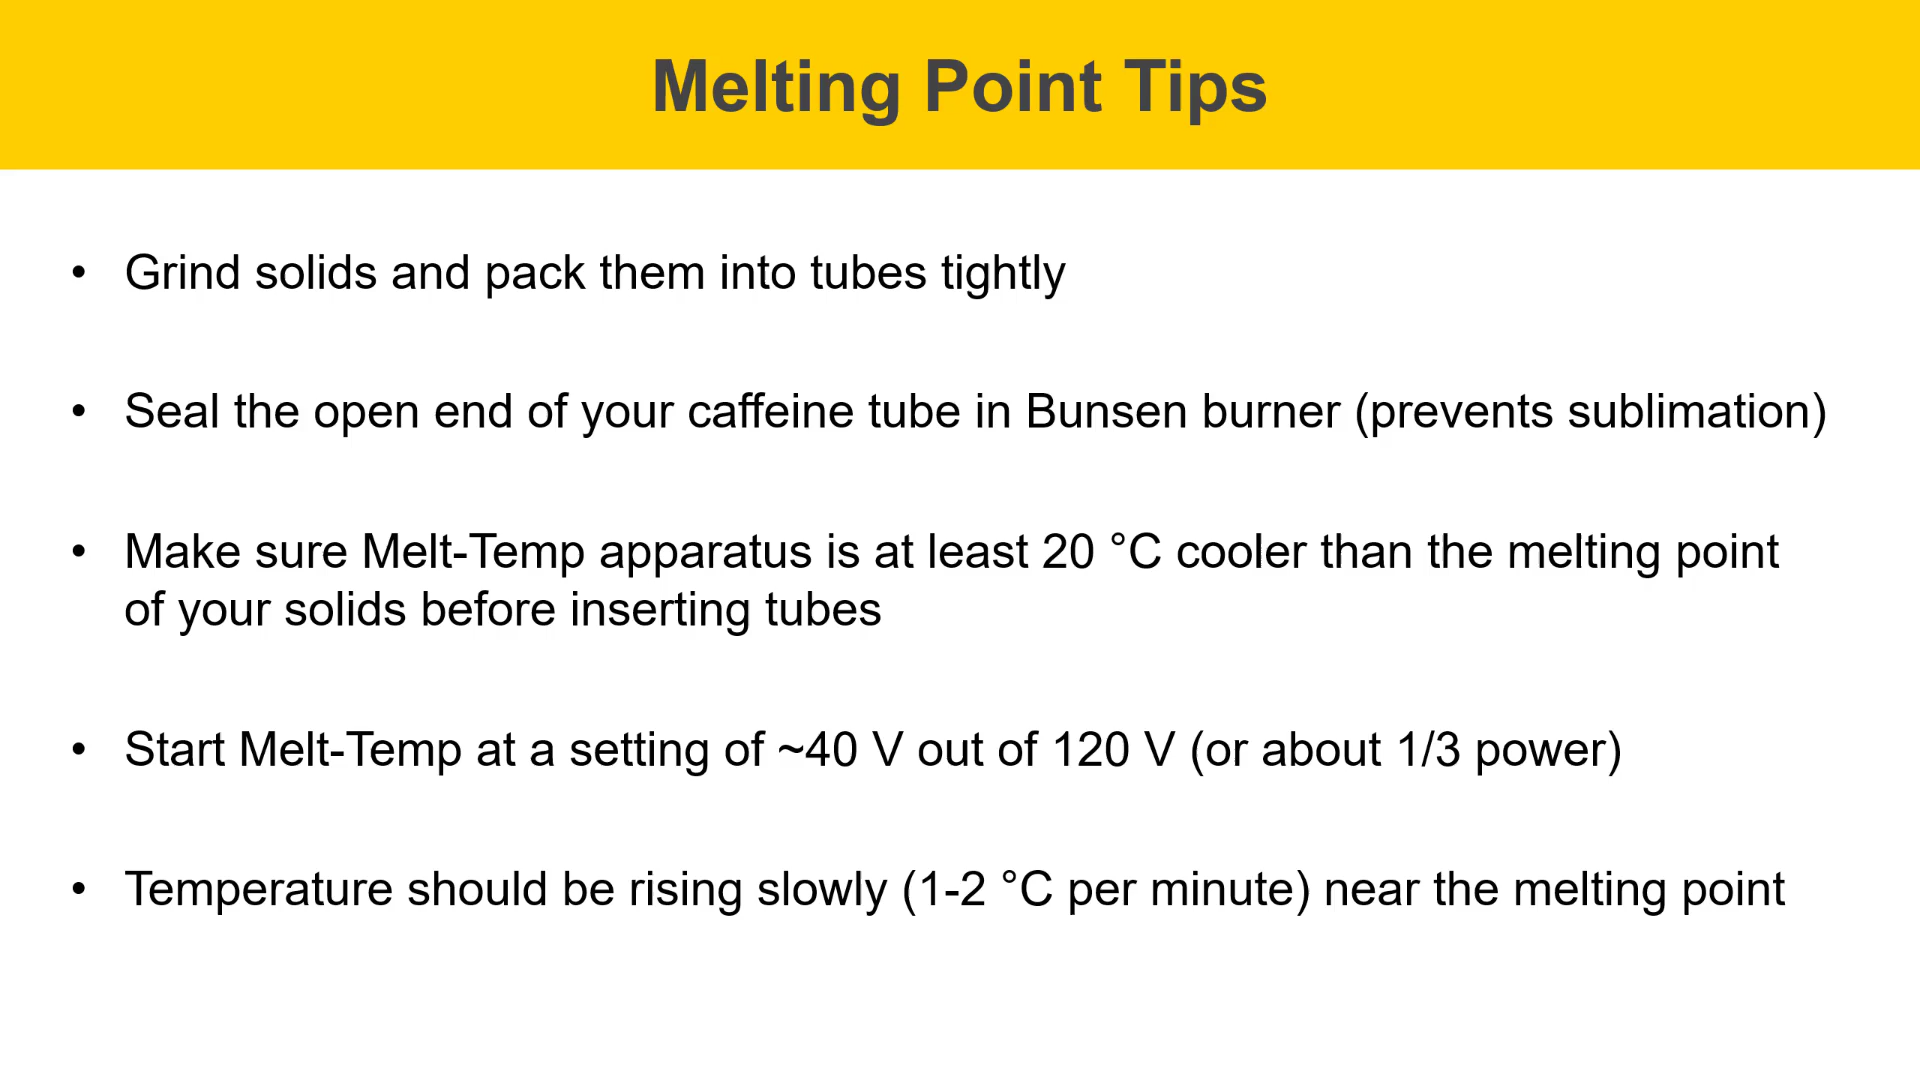 Melting Point Tips
• Grind solids and pack them into tubes tightly
• Seal the open end of your caffeine tube in Bunsen burner (prevents sublimation)
• Make sure Melt-Temp apparatus is at least 20 °C cooler than the melting point
of your solids before inserting tubes
• Start Melt-Temp at a setting of ~40 V out of 120 V (or about 1/3 power)
• Temperature should be rising slowly (1-2 °C per minute) near the melting point